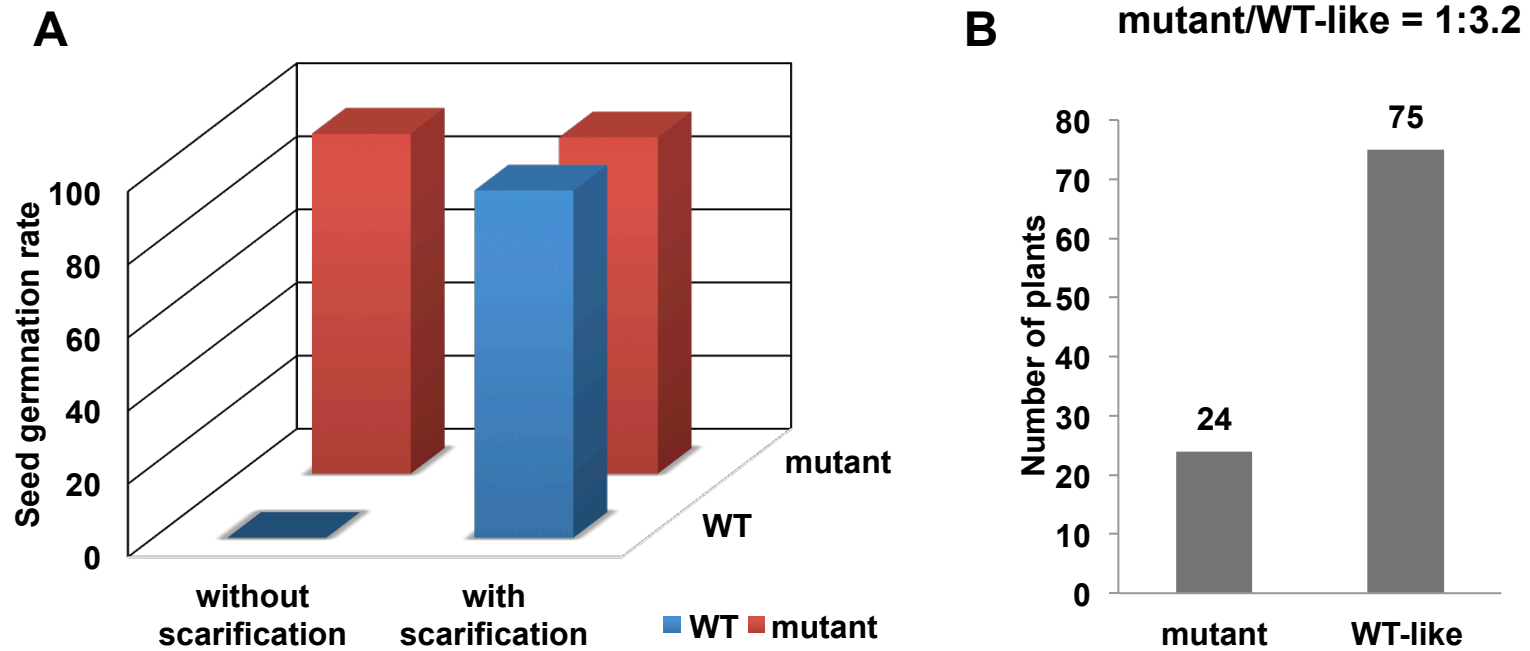 A
Seed germnation rate
100
80
60
40
20
0
without
scarification
with
scarification
mutant
WT
WT mutant
B
mutant/WT-like = 1:3.2
Number of plants
80
70
60
50
40
30
20
10
0
24
75
mutant
WT-like